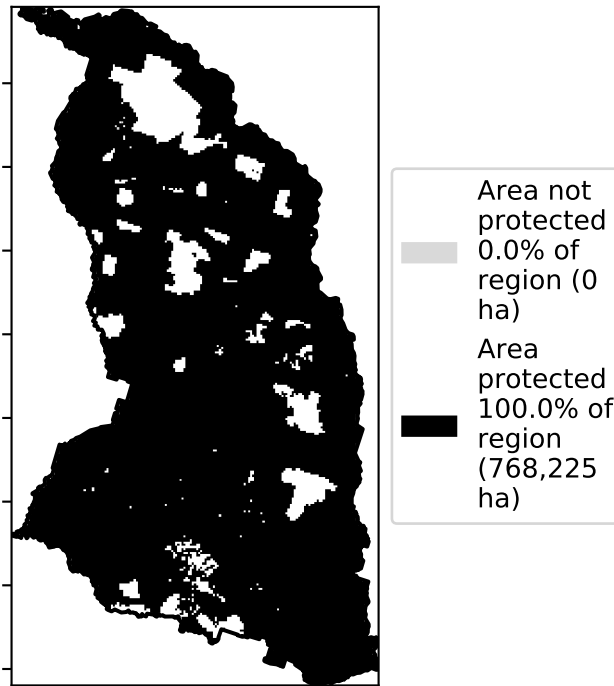 Area not
protected
0.0% of
region (0
ha)
Area
protected
100.0% of
region
(768,225
ha)